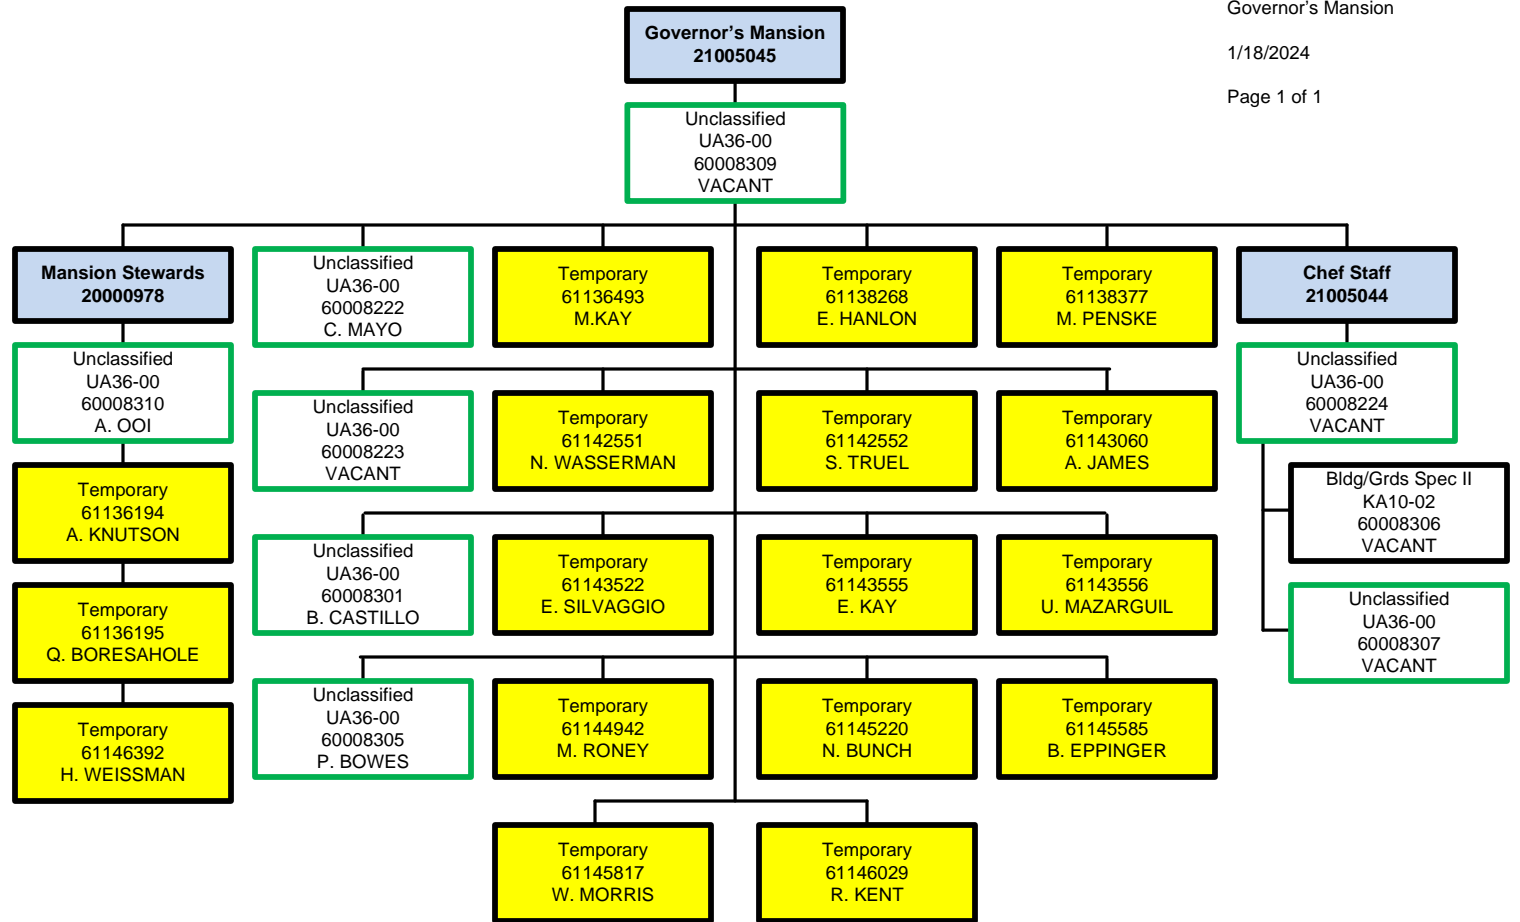 Governor's Mansion
1/18/2024
Page 1 of 1
Governor's Mansion
21005045
Unclassified
UA36-00
60008309
VACANT
Mansion Stewards
20000978
Unclassified
UA36-00
60008310
A. OOI
Temporary
61136194
A. KNUTSON
Temporary
61136195
Q. BORESAHOLE
Temporary
61146392
H. WEISSMAN
Unclassified
UA36-00
60008222
C. MAYO
Temporary
61136493
M.KAY
Temporary
61138268
E. HANLON
Temporary
61138377
M. PENSKE
Unclassified
UA36-00
60008223
VACANT
Temporary
61142551
N. WASSERMAN
Temporary
61142552
S. TRUEL
Temporary
61143060
A. JAMES
Unclassified
UA36-00
60008301
B. CASTILLO
Temporary
61143522
E. SILVAGGIO
Temporary
61143555
E. KAY
Temporary
61143556
U. MAZARGUIL
Unclassified
UA36-00
60008305
P. BOWES
Temporary
61144942
M. RONEY
Temporary
61145220
N. BUNCH
Temporary
61145585
B. EPPINGER
Temporary
61145817
W. MORRIS
Temporary
61146029
R. KENT
Chef Staff
21005044
Unclassified
UA36-00
60008224
VACANT
Bldg/Grds Spec II
KA10-02
60008306
VACANT
Unclassified
UA36-00
60008307
VACANT